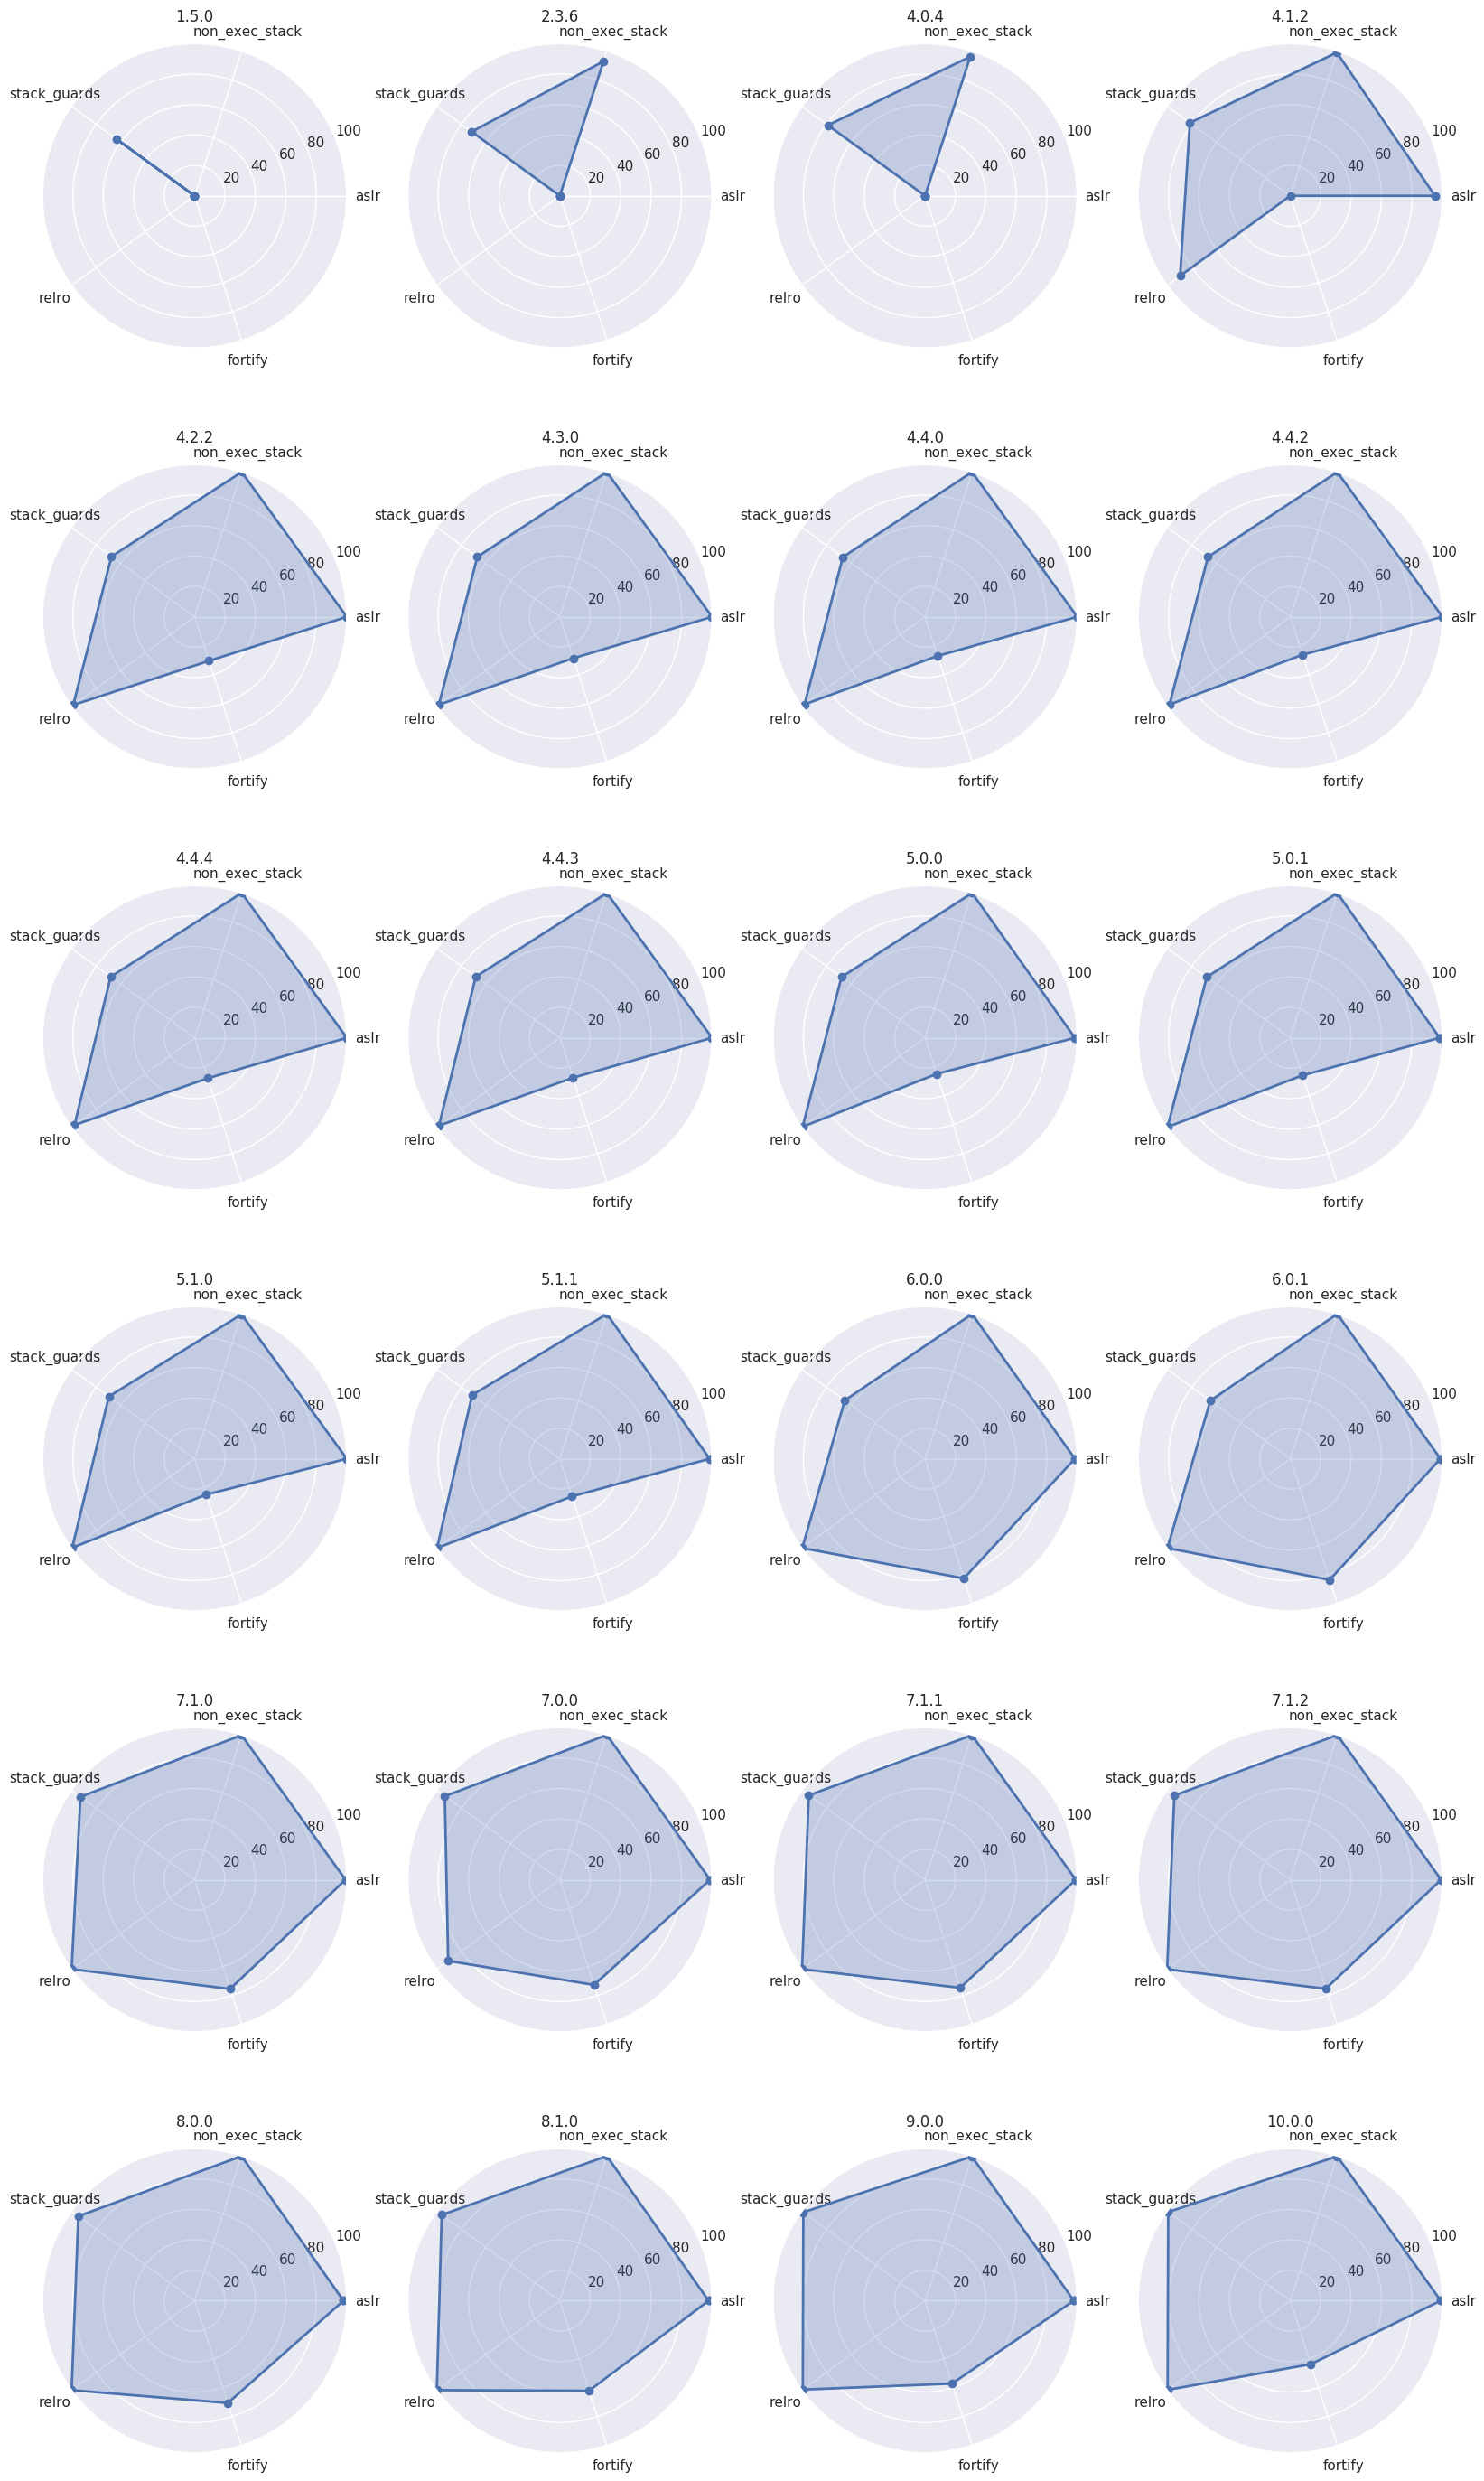 1.5.0
non_exec_stack
stack_guards
100
80
60
40
20
aslr
relro
fortify
2.3.6
non_exec_stack
stack_guards
100
80
60
40
20
aslr
relro
fortify
4.0.4
non_exec_stack
stack_guards
100
80
60
40
20
aslr
relro
fortify
4.1.2
non_exec_stack
stack_guards
100
80
60
40
20
aslr
relro
fortify
4.2.2
non_exec_stack
stack_guards
100
80
60
40
20
aslr
relro
fortify
4.3.0
non_exec_stack
stack_guards
100
80
60
40
20
aslr
relro
fortify
4.4.0
non_exec_stack
stack_guards
100
80
60
40
20
aslr
relro
fortify
4.4.2
non_exec_stack
stack_guards
100
80
60
40
20
aslr
relro
fortify
4.4.4
non_exec_stack
stack_guards
100
80
60
40
20
aslr
relro
fortify
4.4.3
non_exec_stack
stack_guards
100
80
60
40
20
aslr
relro
fortify
5.0.0
non_exec_stack
stack_guards
100
80
60
40
20
aslr
relro
fortify
5.0.1
non_exec_stack
stack_guards
100
80
60
40
20
aslr
relro
fortify
5.1.0
non_exec_stack
stack_guards
100
80
60
40
20
aslr
relro
fortify
5.1.1
non_exec_stack
stack_guards
100
80
60
40
20
aslr
relro
fortify
6.0.0
non_exec_stack
stack_guards
100
80
60
40
20
aslr
relro
fortify
6.0.1
non_exec_stack
stack_guards
100
80
60
40
20
aslr
relro
fortify
7.1.0
non_exec_stack
stack_guards
100
80
60
40
20
aslr
relro
fortify
7.0.0
non_exec_stack
stack_guards
100
80
60
40
20
aslr
relro
fortify
7.1.1
non_exec_stack
stack_guards
100
80
60
40
20
aslr
relro
fortify
7.1.2
non_exec_stack
stack_guards
100
80
60
40
20
aslr
relro
fortify
8.0.0
non_exec_stack
stack_guards
100
80
60
40
20
aslr
relro
fortify
8.1.0
non_exec_stack
stack_guards
100
80
60
40
20
aslr
relro
fortify
9.0.0
non_exec_stack
stack_guards
100
80
60
40
20
aslr
relro
fortify
10.0.0
non_exec_stack
stack_guards
100
80
60
40
20
aslr
relro
fortify